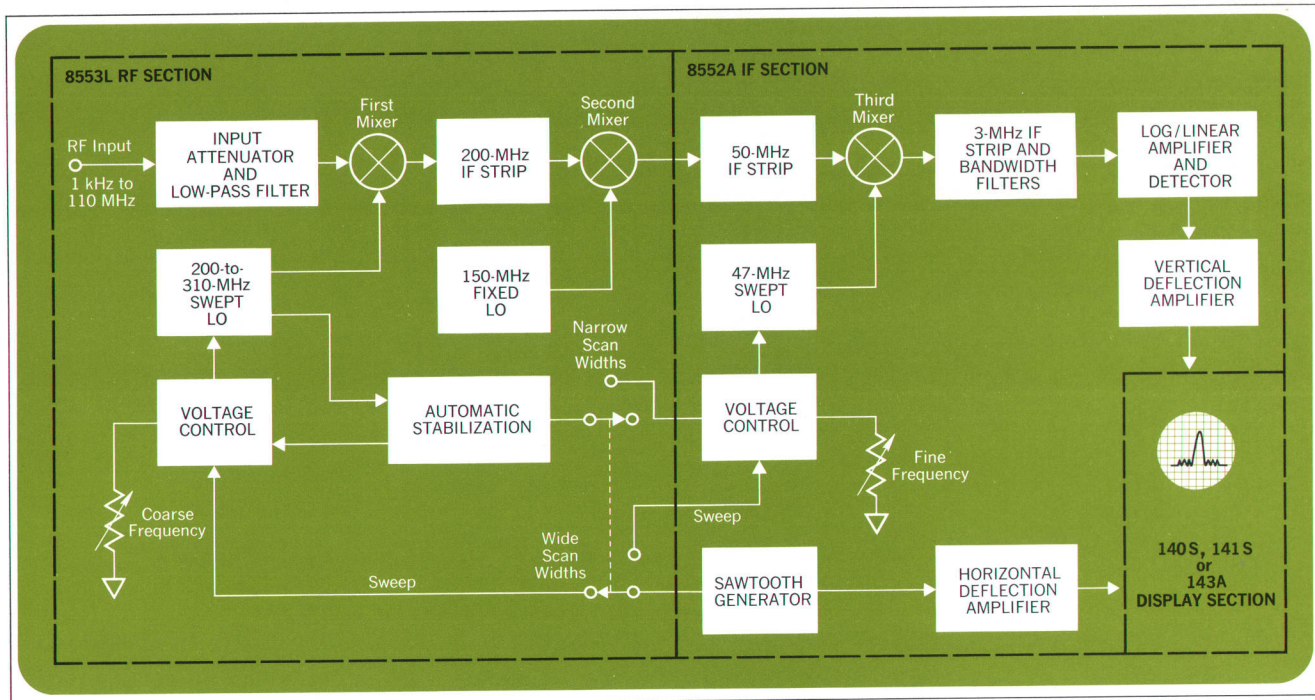 8553L RF SECTION
8552A IF SECTION
First
Mixer
Second
Mixer
Third
Mixer
RF Input
1 kHz to
110 MHz
INPUT
ATTENUATOR
AND
LOW-PASS FILTER
200-MHz
IF STRIP
50-MHz
IF STRIP
3-MHz IF
STRIP AND
BANDWIDTH
FILTERS
LOG/LINEAR
AMPLIFIER
AND
DETECTOR
200-to-
310-MHz
SWEPT
LO
150-MHz
FIXED
LO
47-MHz
SWEPT
LO
VERTICAL
DEFLECTION
AMPLIFIER
Narrow
Scan
Widths
VOLTAGE
CONTROL
AUTOMATIC
STABILIZATION
VOLTAGE
CONTROL
Coarse
Frequency
Fine
Frequency
Sweep
Wide
Scan
Widths
Sweep
SAWTOOTH
GENERATOR
HORIZONTAL
DEFLECTION
AMPLIFIER
140S, 141S
or
143A
DISPLAY SECTION